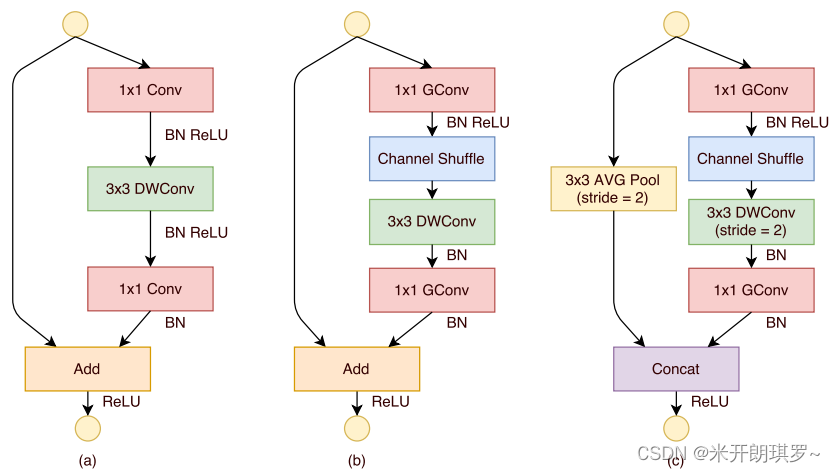 1x1 Conv
BN ReLU
3x3 DWConv
BN ReLU
1x1 Conv
BN
Add
ReLU
(a)
1x1 GConv
BN ReLU
Channel Shuffle
3x3 DWConv
BN
1x1 GConv
BN
Add
ReLU
(b)
3x3 AVG Pool
(stride = 2)
1x1 GConv
BN ReLU
Channel Shuffle
3x3 DWConv
(stride = 2)
BN
1x1 GConv
BN
Concat
ReLU
(c)
CSDN @米开朗琪罗~